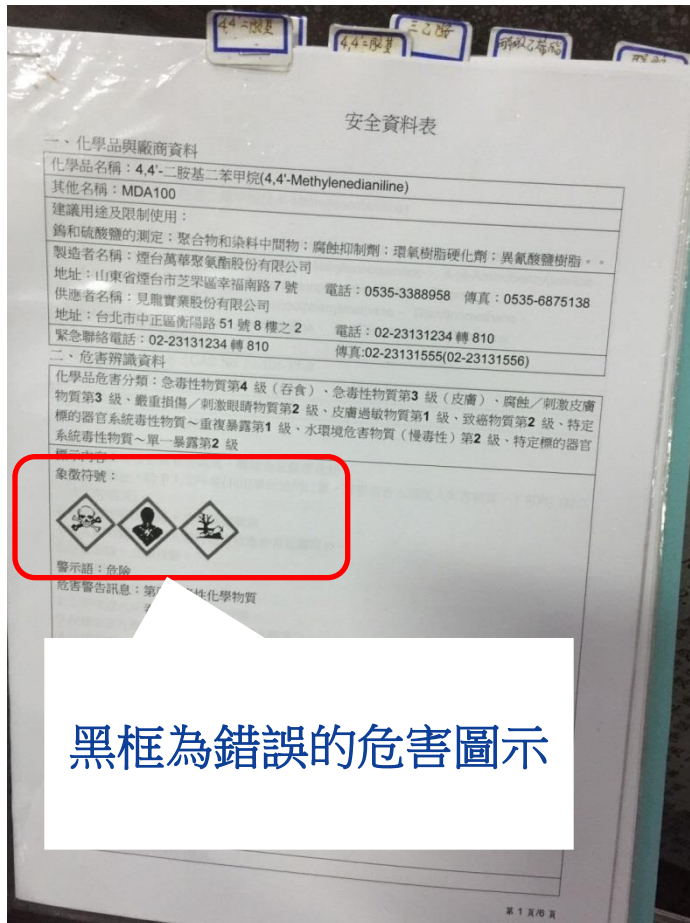 4,4'=胺基
4,4'=胺基
三乙胺
安全資料表
一、化學品與廠商資料
化學品名稱：4,4'-二胺基二苯甲烷(4,4'-Methylenedianiline)
其他名稱：MDA100
建議用途及限制使用：
鎢和硫酸鹽的測定；聚合物和染料中間物；腐蝕抑制劑；環氧樹脂硬化劑；異氰酸鹽樹脂。。
製造者名稱：煙台萬華聚氨酯股份有限公司
地址：山東省煙台市芝罘區幸福南路 7 號 電話：0535-3388958 傳真：0535-6875138
供應者名稱：見龍實業股份有限公司
地址：台北市中正區衡陽路 51 號 8 樓之 2 電話：02-23131234 轉 810
緊急聯絡電話：02-23131234 轉 810 傳真:02-23131555(02-23131556)
二、危害辨識資料
化學品危害分類：急毒性物質第4 級（吞食）、急毒性物質第3 級（皮膚）、腐蝕／刺激皮膚
物質第3 級、嚴重損傷／刺激眼睛物質第2 級、皮膚過敏物質第1 級、致癌物質第2 級、特定
標的器官系統毒性物質～重複暴露第1 級、水環境危害物質（慢毒性）第2 級、特定標的器官
系統毒性物質～單一暴露第2 級
標示內容：
象徵符號：
警示語：危險
危害警告訊息：第 性化學物質
黑框為錯誤的危害圖示
第 1 頁/6 頁